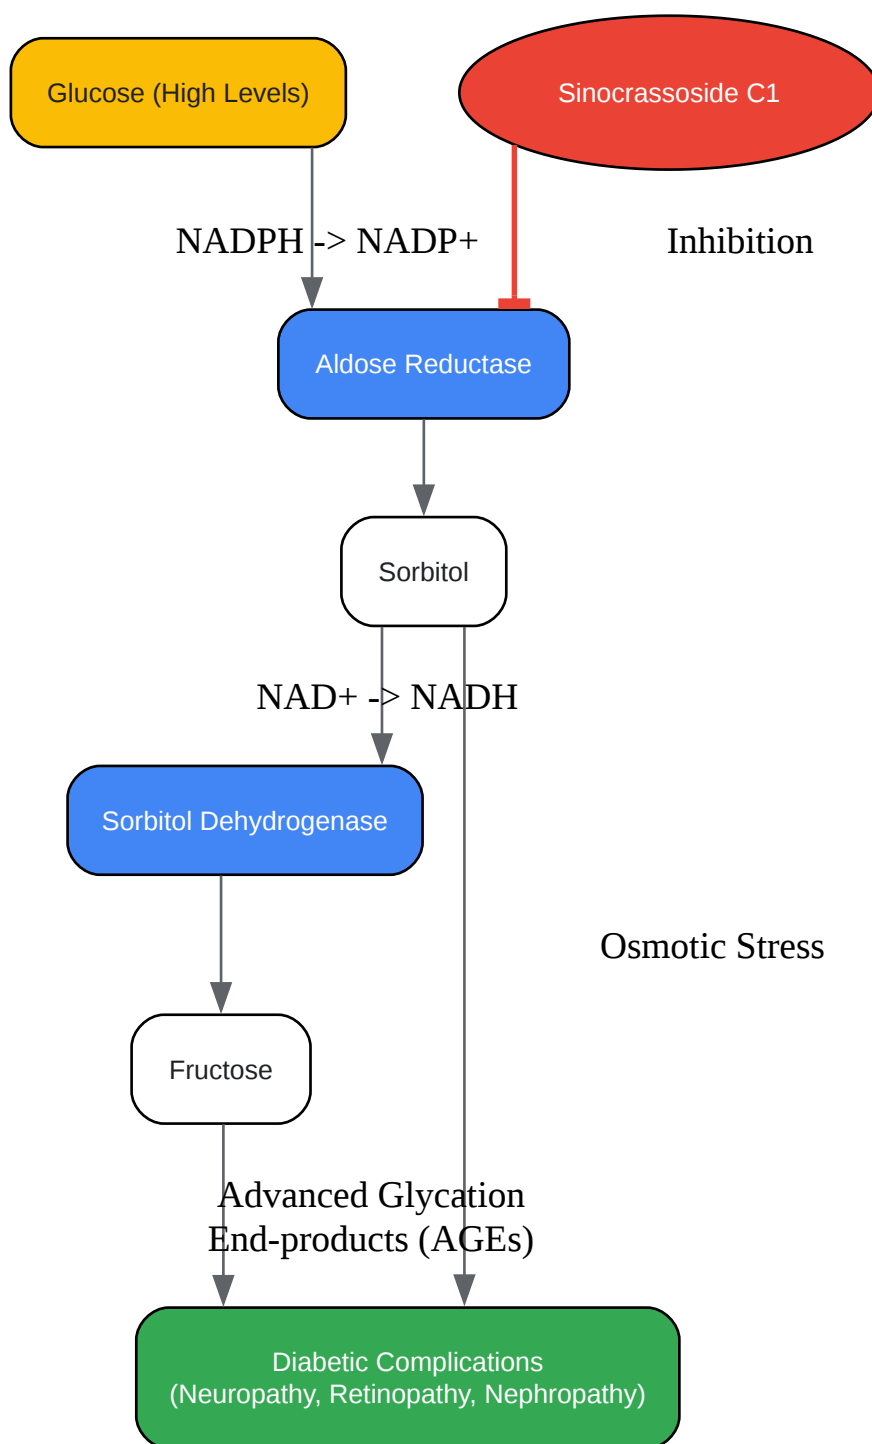 Glucose (High Levels)
Sinocrassoside C1
NADPH -> NADP+
Inhibition
Aldose Reductase
Sorbitol
NAD+ -> NADH
Sorbitol Dehydrogenase
Osmotic Stress
Fructose
Advanced Glycation
End-products (AGEs)
Diabetic Complications
(Neuropathy, Retinopathy, Nephropathy)